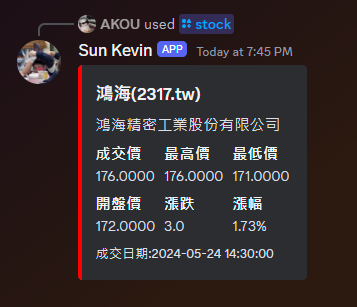 AKOU used stock
Sun Kevin APP Today at 7:45 PM
鴻海(2317.tw)
鴻海精密工業股份有限公司
成交價 最高價 最低價
176.0000 176.0000 171.0000
開盤價 漲跌 漲幅
172.0000 3.0 1.73%
成交日期:2024-05-24 14:30:00